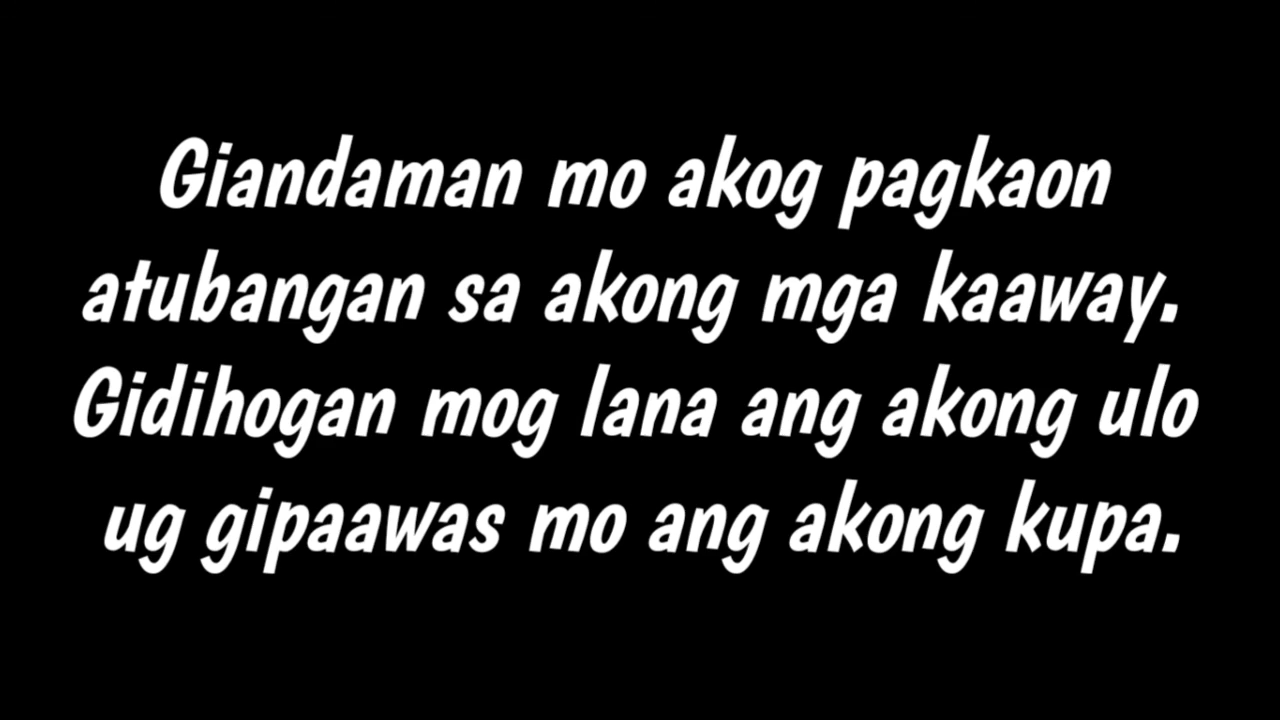 Giandaman mo akog pagkaon
atubangan sa akong mga kaaway.
Gidihogan mog lana ang akong ulo
ug gipaawas mo ang akong kupa.